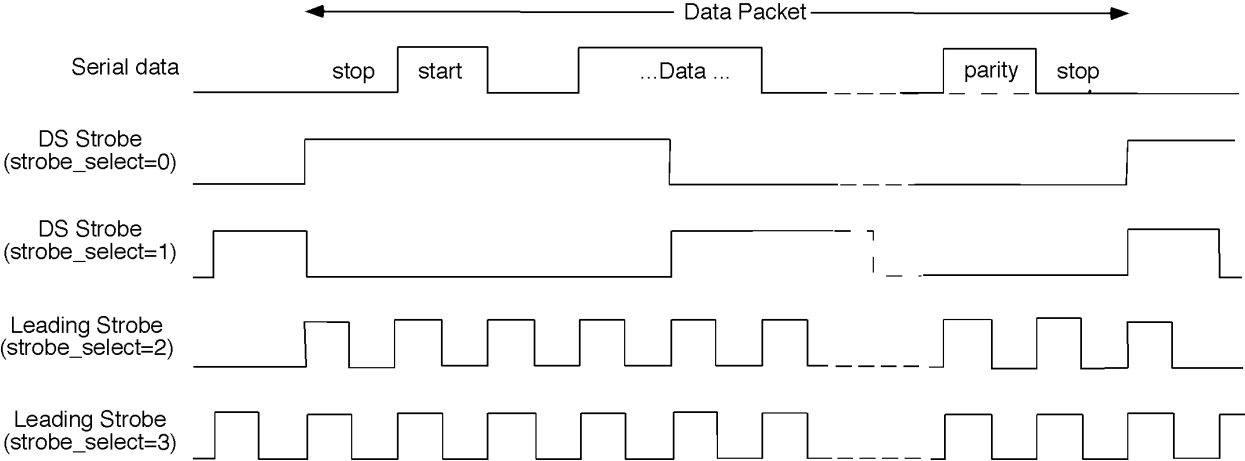 Data Packet
Serial data
stop
start
...Data ...
parity
stop
DS Strobe
(strobe_select=0)
DS Strobe
(strobe_select=1)
Leading Strobe
(strobe_select=2)
Leading Strobe
(strobe_select=3)